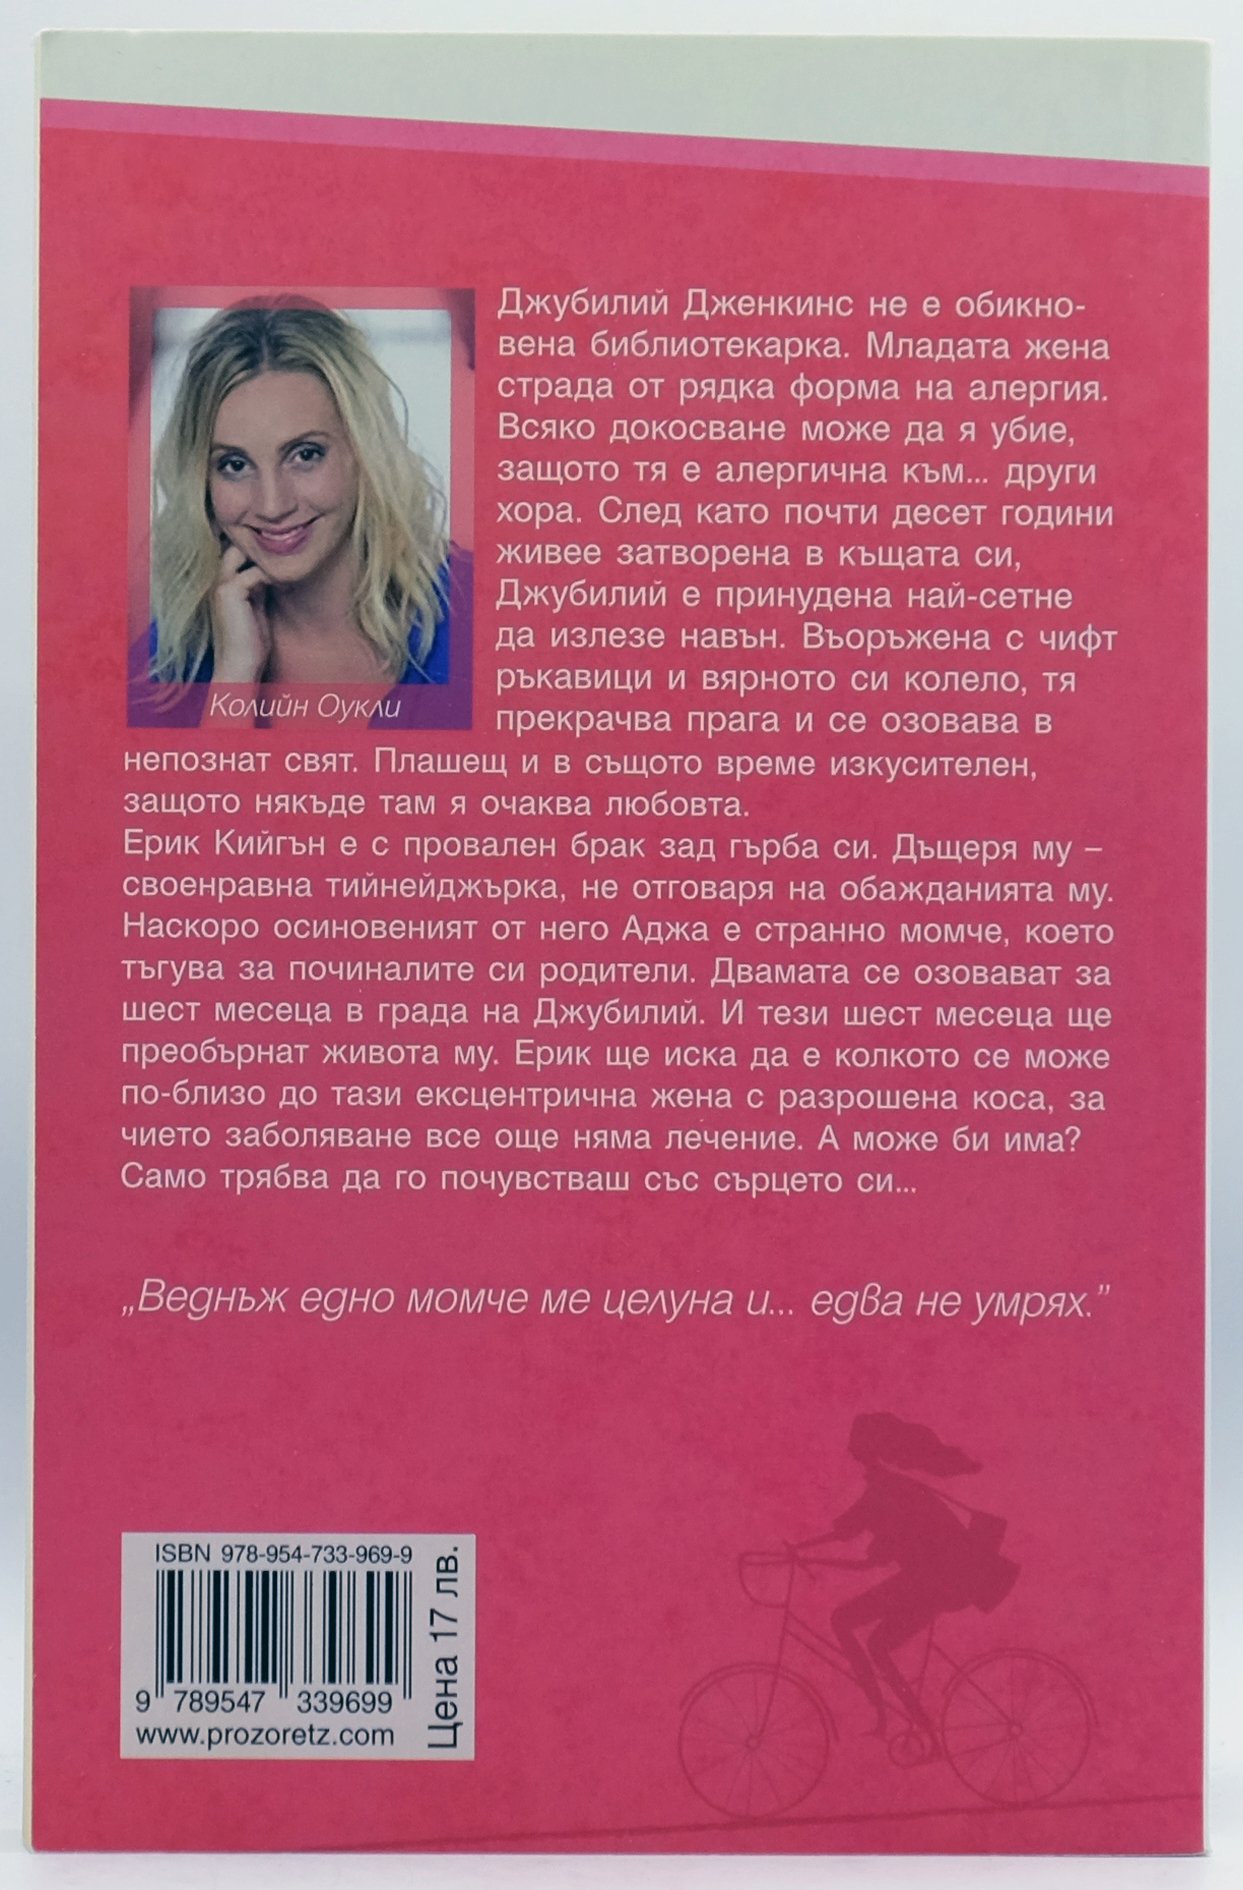 Джубилий Дженкинс не е обикно-
вена библиотекарка. Младата жена
страда от рядка форма на алергия.
Всяко докосване може да я убие,
защото тя е алергична към... други
хора. След като почти десет години
живее затворена в къщата си,
Джубилий е принудена най-сетне
да излезе навън. Въоръжена с чифт
ръкавици и вярното си колело, тя
прекрачва прага и се озовава в
непознат свят. Плашещ и в същото време изкусителен,
защото някъде там я очаква любовта.
Ерик Кийгън е с провален брак зад гърба си. Дъщеря му –
своенравна тийнейджърка, не отговаря на обажданията му.
Наскоро осиновеният от него Аджа е странно момче, което
тъгува за починалите си родители. Двамата се озовават за
шест месеца в града на Джубилий. И тези шест месеца ще
преобърнат живота му. Ерик ще иска да е колкото се може
по-близо до тази ексцентрична жена с разрошена коса, за
чието заболяване все още няма лечение. А може би има?
Само трябва да го почувстваш със сърцето си...
Колийн Оукли
„Веднъж едно момче ме целуна и... едва не умрях.”
ISBN 978-954-733-969-9
9 789547 339699
www.prozoretz.com
Цена 17 лв.